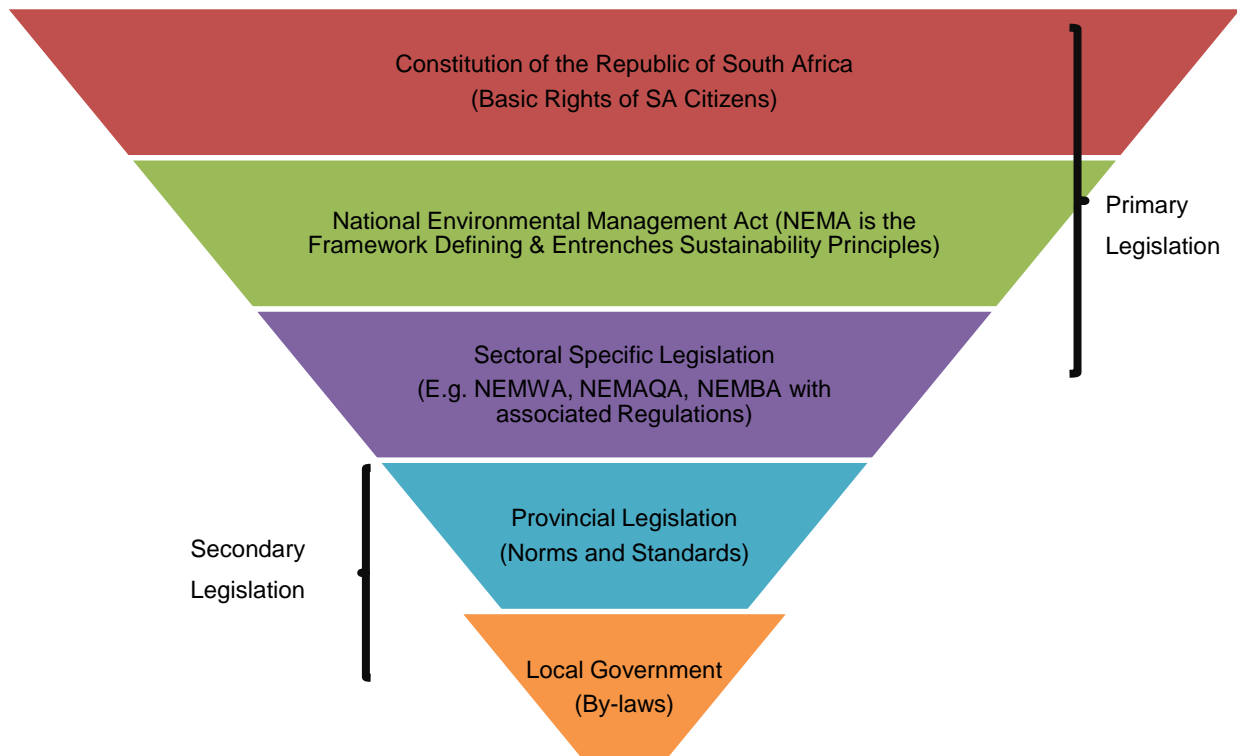 Constitution of the Republic of South Africa
(Basic Rights of SA Citizens)
National Environmental Management Act (NEMA is the
Framework Defining & Entrenches Sustainability Principles)
Primary
Legislation
Sectoral Specific Legislation
(E.g. NEMWA, NEMAQA, NEMBA with
associated Regulations)
Provincial Legislation
(Norms and Standards)
Secondary
Legislation
Local Government
(By-laws)